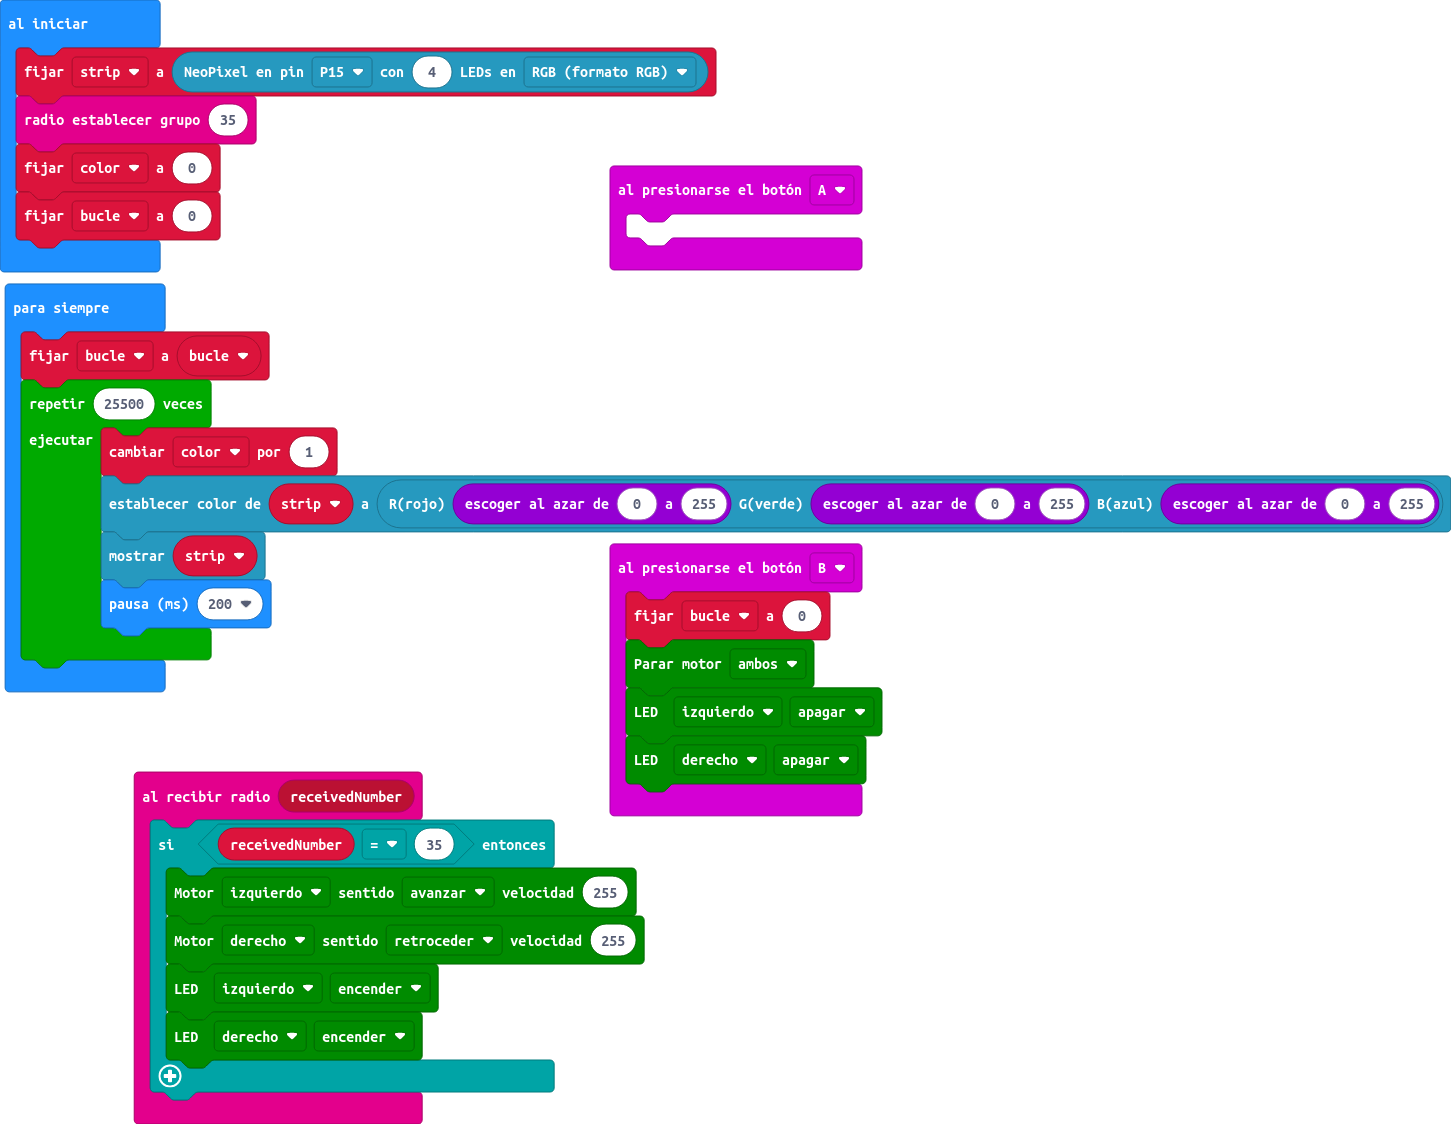 al iniciar
fijar strip a NeoPixel en pin P15 con 4 LEDs en RGB (formato RGB)
radio establecer grupo 35
fijar color a 0
fijar bucle a 0
al presionarse el botón A
para siempre
fijar bucle a bucle
repetir 25500 veces
ejecutar
cambiar color por 1
establecer color de strip a R(rojo) escoger al azar de 0 a 255 G(verde) escoger al azar de 0 a 255 B(azul) escoger al azar de 0 a 255
mostrar strip
pausa (ms) 200
al presionarse el botón B
fijar bucle a 0
Parar motor ambos
LED izquierdo apagar
LED derecho apagar
al recibir radio receivedNumber
si receivedNumber = 35 entonces
Motor izquierdo sentido avanzar velocidad 255
Motor derecho sentido retroceder velocidad 255
LED izquierdo encender
LED derecho encender